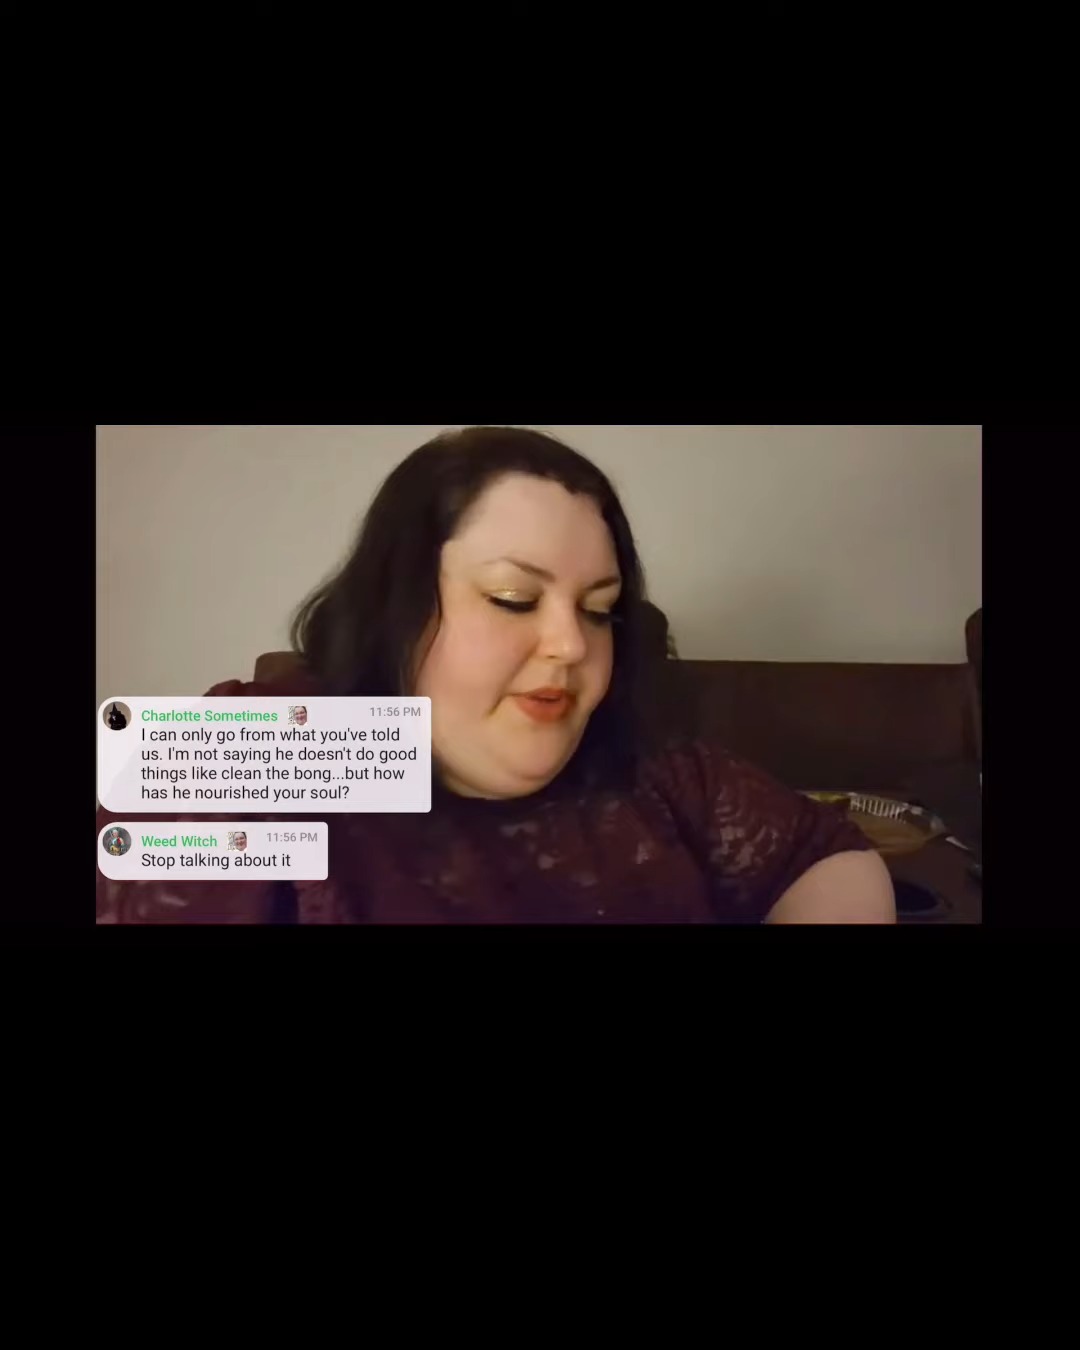 Charlotte Sometimes 11:56 PM
I can only go from what you've told
us. I'm not saying he doesn't do good
things like clean the bong...but how
has he nourished your soul?
Weed Witch 11:56 PM
Stop talking about it